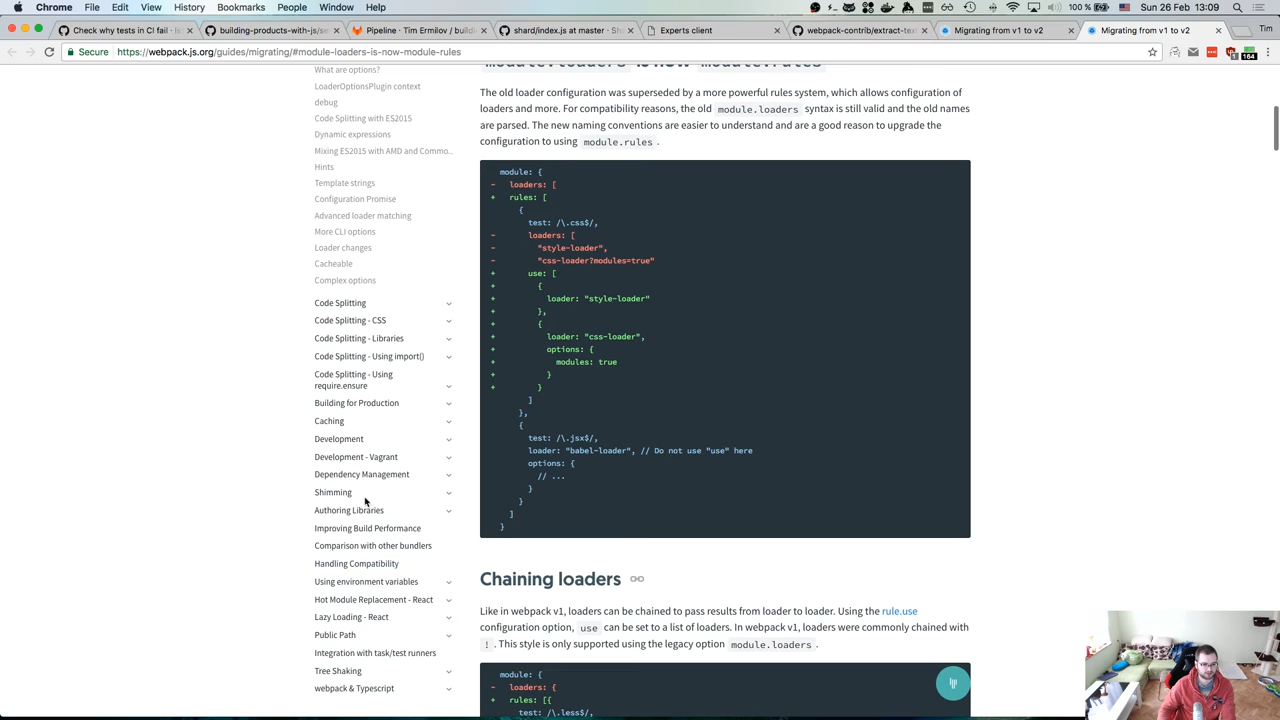 Chrome File Edit View History Bookmarks People Window Help
100% Sun 26 Feb 13:09
Check why tests in CI fail · Iss
building-products-with-js/serv
Pipeline · Tim Ermilov / buildin
shard/index.js at master · Sha
Experts client
webpack-contrib/extract-text
Migrating from v1 to v2
Migrating from v1 to v2
Tim
Secure https://webpack.js.org/guides/migrating/#module-loaders-is-now-module-rules
164
What are options?
LoaderOptionsPlugin context
debug
Code Splitting with ES2015
Dynamic expressions
Mixing ES2015 with AMD and Commo...
Hints
Template strings
Configuration Promise
Advanced loader matching
More CLI options
Loader changes
Cacheable
Complex options
Code Splitting
Code Splitting - CSS
Code Splitting - Libraries
Code Splitting - Using import()
Code Splitting - Using
require.ensure
Building for Production
Caching
Development
Development - Vagrant
Dependency Management
Shimming
Authoring Libraries
Improving Build Performance
Comparison with other bundlers
Handling Compatibility
Using environment variables
Hot Module Replacement - React
Lazy Loading - React
Public Path
Integration with task/test runners
Tree Shaking
webpack & Typescript
module.loaders is now module.rules
The old loader configuration was superseded by a more powerful rules system, which allows configuration of
loaders and more. For compatibility reasons, the old module.loaders syntax is still valid and the old names
are parsed. The new naming conventions are easier to understand and are a good reason to upgrade the
configuration to using module.rules .
module: {
- loaders: [
+ rules: [
{
test: /\.css$/,
- loaders: [
- "style-loader",
- "css-loader?modules=true"
+ use: [
+ {
+ loader: "style-loader"
+ },
+ {
+ loader: "css-loader",
+ options: {
+ modules: true
+ }
+ }
]
},
{
test: /\.jsx$/,
loader: "babel-loader", // Do not use "use" here
options: {
// ...
}
}
]
}
Chaining loaders
Like in webpack v1, loaders can be chained to pass results from loader to loader. Using the rule.use
configuration option, use can be set to a list of loaders. In webpack v1, loaders were commonly chained with
! . This style is only supported using the legacy option module.loaders .
module: {
- loaders: {
+ rules: [{
test: /\.less$/,